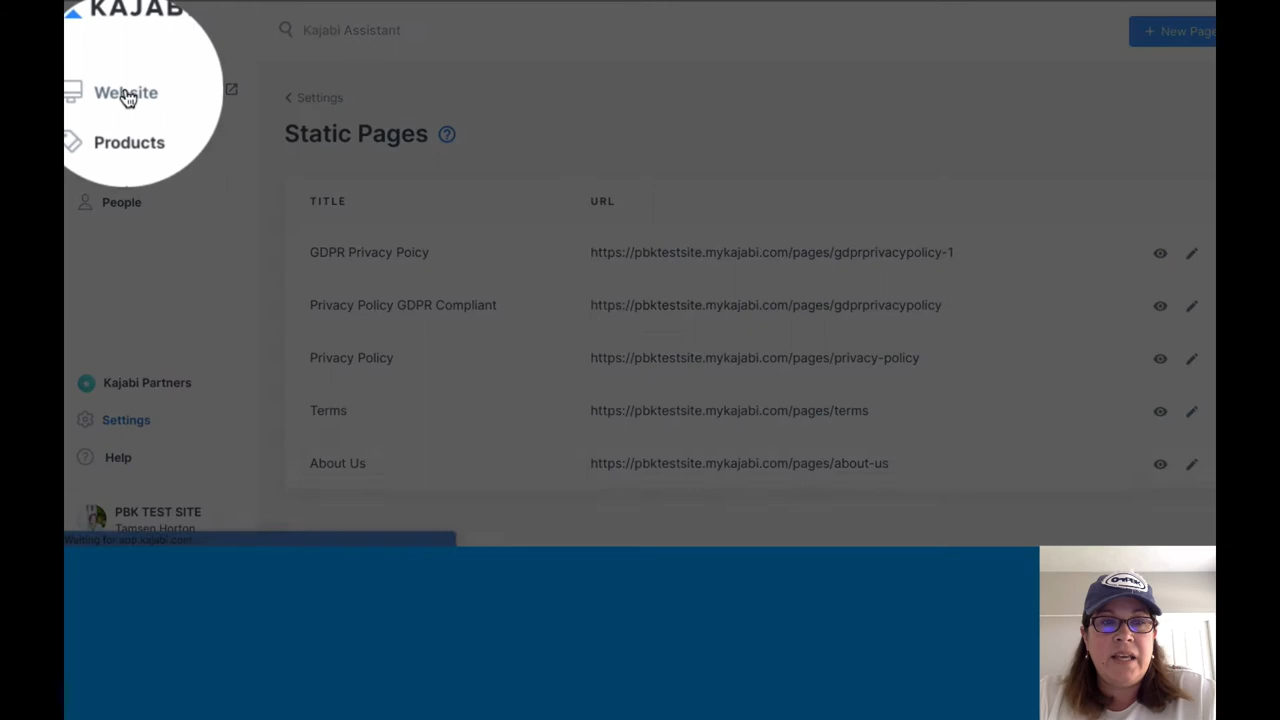 KAJAB
Kajabi Assistant
+ New Page
Website
Products
People
Kajabi Partners
Settings
Help
PBK TEST SITE
Tamsen Horton
Waiting for app.kajabi.com...
Settings
Static Pages
TITLE URL
GDPR Privacy Poicy https://pbktestsite.mykajabi.com/pages/gdprprivacypolicy-1
Privacy Policy GDPR Compliant https://pbktestsite.mykajabi.com/pages/gdprprivacypolicy
Privacy Policy https://pbktestsite.mykajabi.com/pages/privacy-policy
Terms https://pbktestsite.mykajabi.com/pages/terms
About Us https://pbktestsite.mykajabi.com/pages/about-us